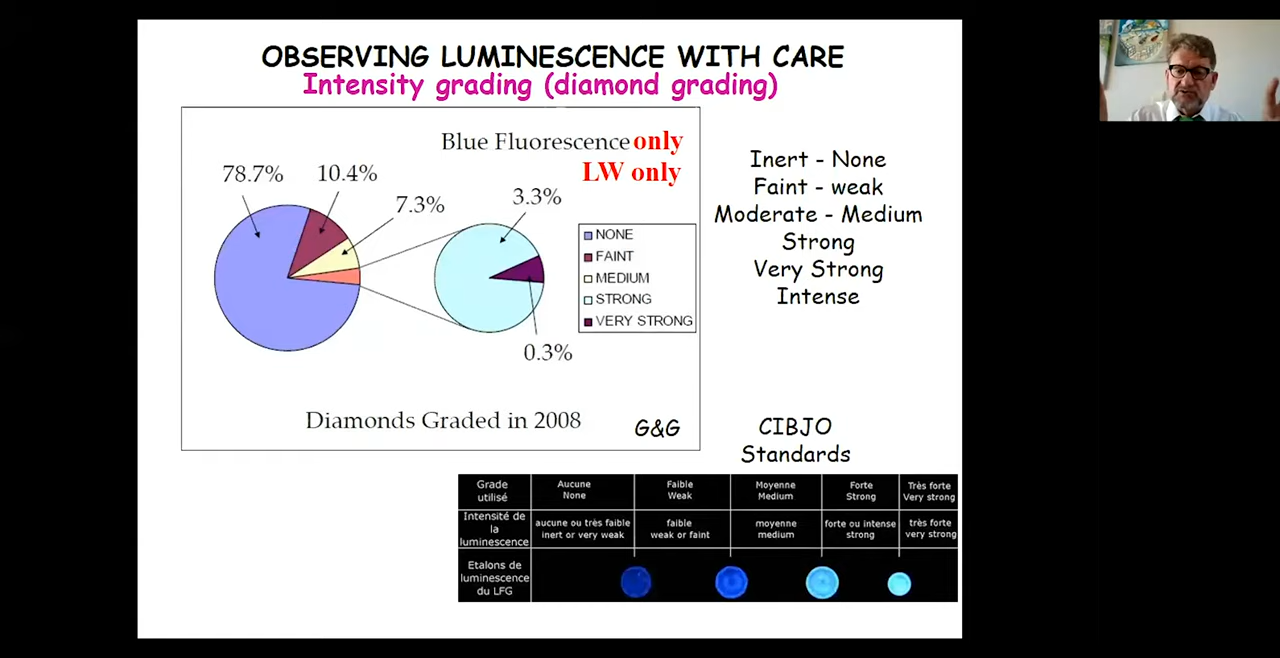 OBSERVING LUMINESCENCE WITH CARE
Intensity grading (diamond grading)
Blue Fluorescence only
LW only
78.7%
10.4%
7.3%
3.3%
0.3%
NONE
FAINT
MEDIUM
STRONG
VERY STRONG
Diamonds Graded in 2008
G&G
Inert - None
Faint - weak
Moderate - Medium
Strong
Very Strong
Intense
CIBJO
Standards
Grade
utilisé
Aucune
None
Faible
Weak
Moyenne
Medium
Forte
Strong
Très forte
Very strong
Intensité de
la
luminescence
aucune ou très faible
inert or very weak
faible
weak or faint
moyenne
medium
forte ou intense
strong
très forte
very strong
Etalons de
luminescence
du LFG